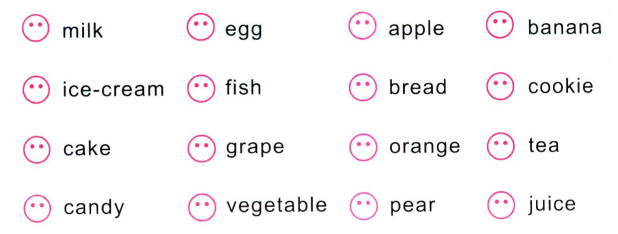 milk egg apple banana
ice-cream fish bread cookie
cake grape orange tea
candy vegetable pear juice